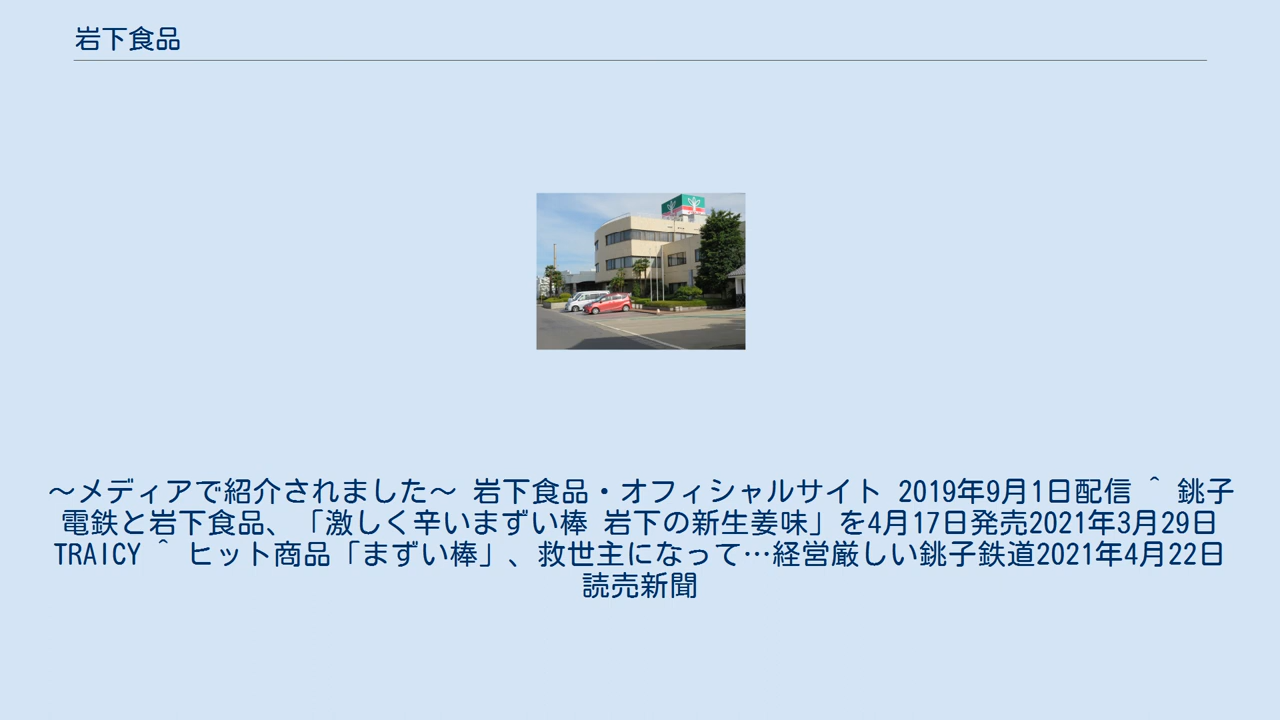 岩下食品
～メディアで紹介されました～ 岩下食品・オフィシャルサイト 2019年9月1日配信 ^ 銚子
電鉄と岩下食品、「激しく辛いまずい棒 岩下の新生姜味」を4月17日発売2021年3月29日
TRAICY ^ ヒット商品「まずい棒」、救世主になって…経営厳しい銚子鉄道2021年4月22日
読売新聞